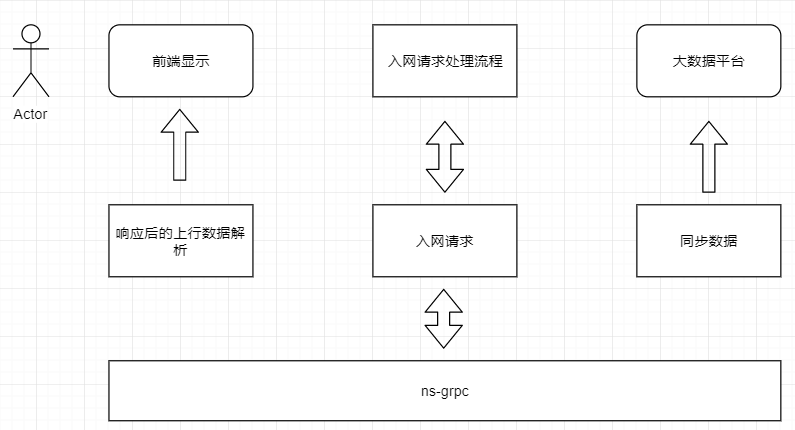 前端显示
入网请求处理流程
大数据平台
Actor
响应后的上行数据解
析
入网请求
同步数据
ns-grpc